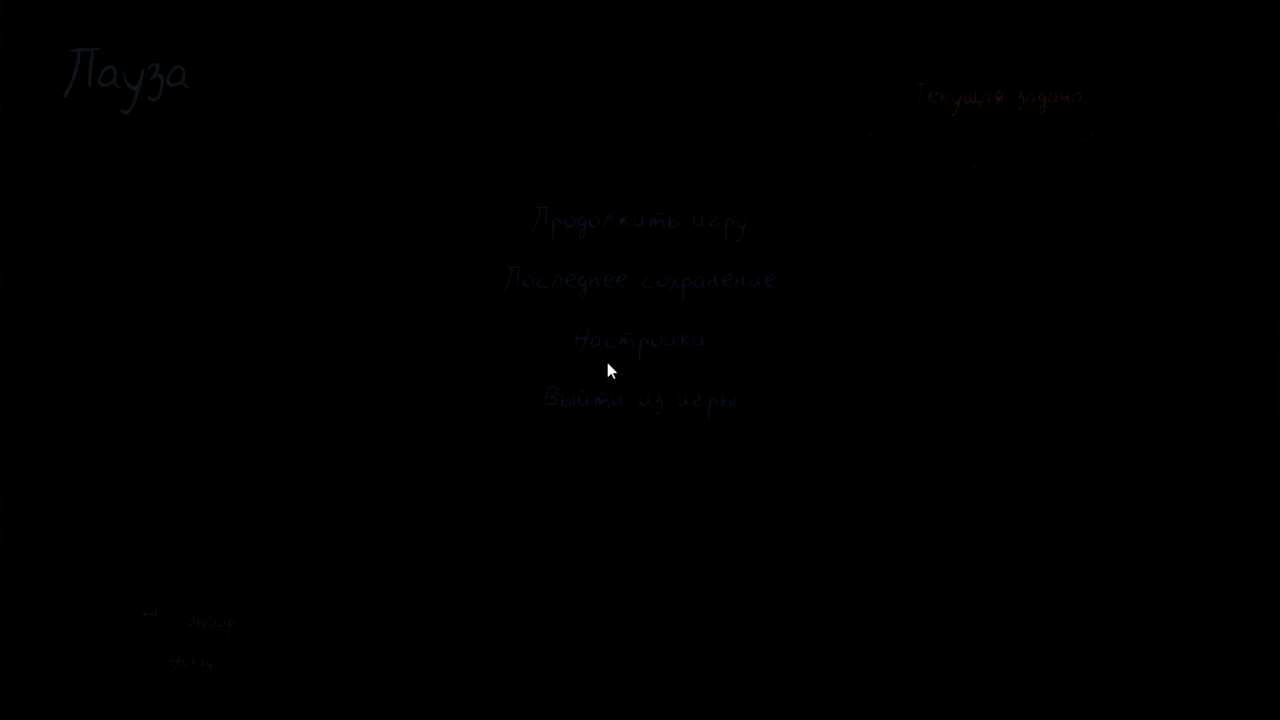 Пауза
Текущая задача
Продолжить игру
Последнее сохранение
Настройки
Выйти из игры
Выбор
Назад